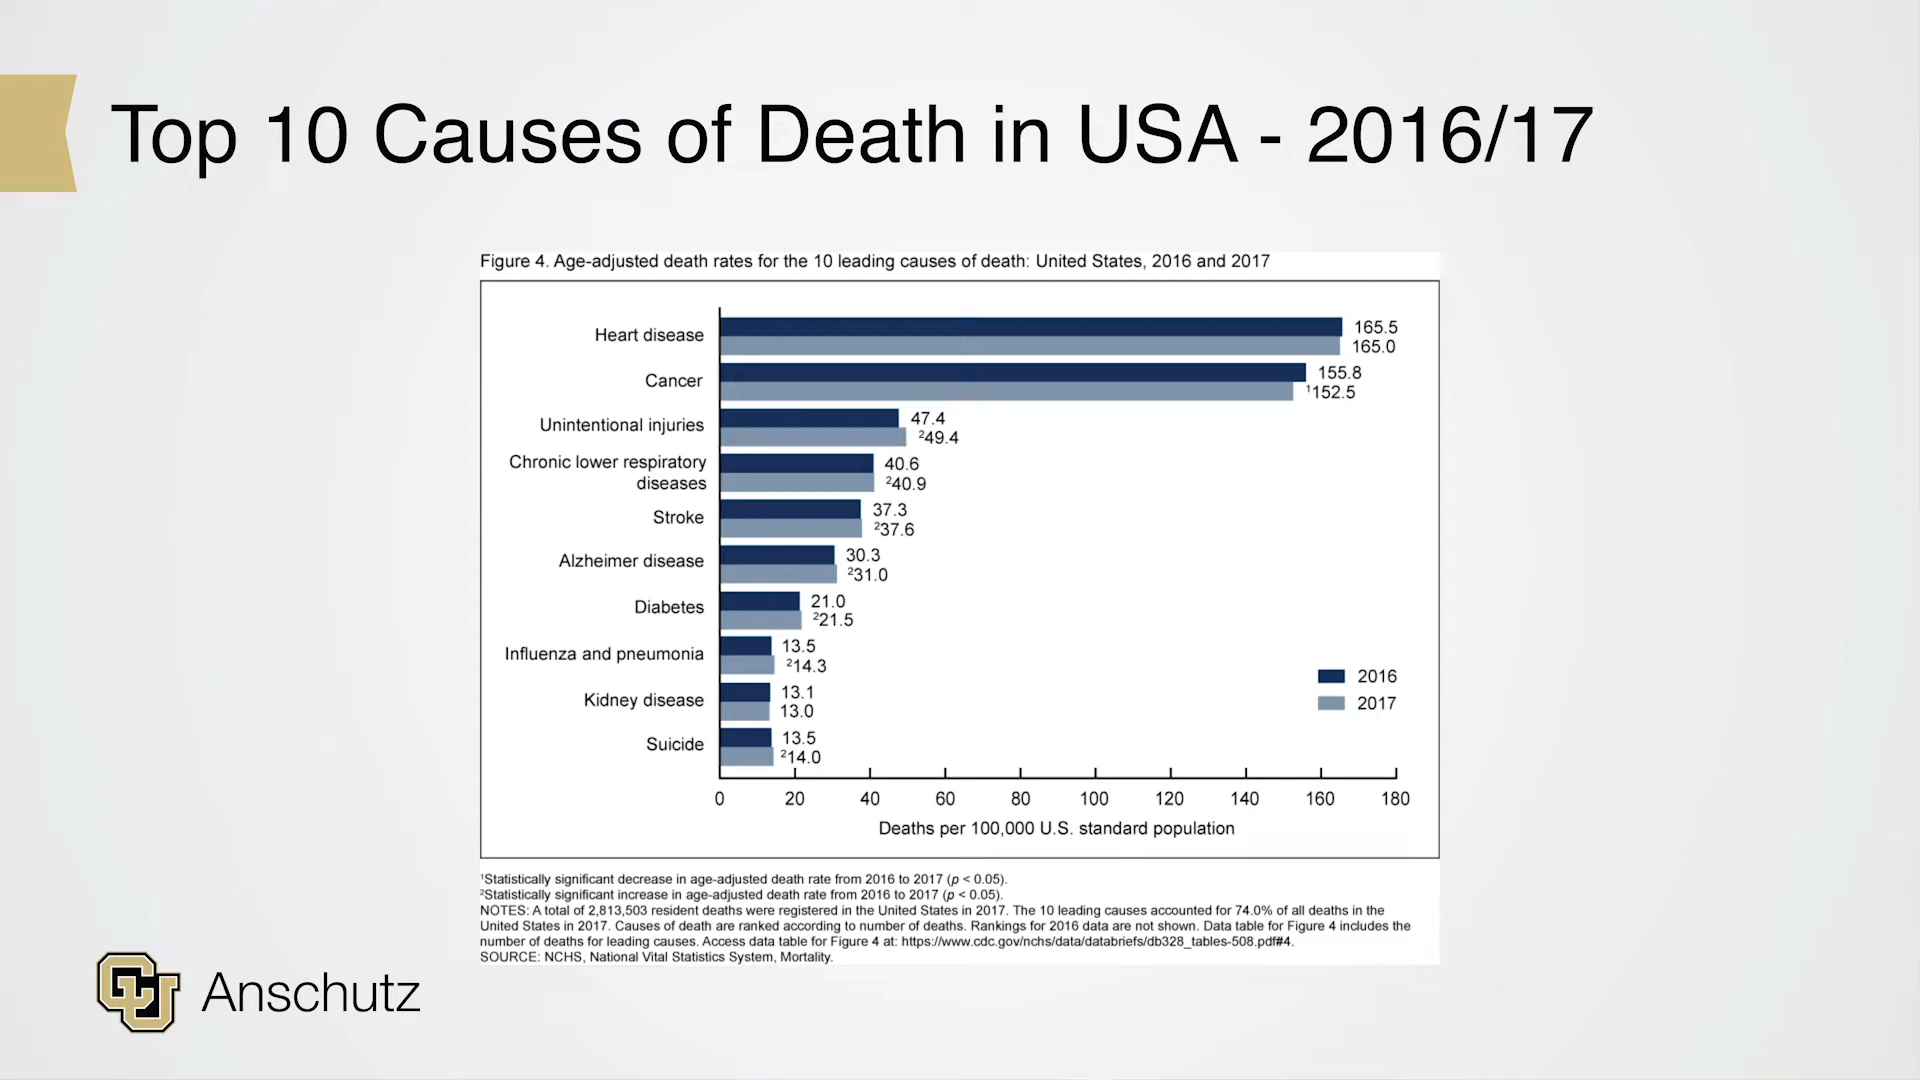 Top 10 Causes of Death in USA - 2016/17
Figure 4. Age-adjusted death rates for the 10 leading causes of death: United States, 2016 and 2017
Heart disease
165.5
165.0
Cancer
155.8
¹152.5
Unintentional injuries
47.4
²49.4
Chronic lower respiratory
diseases
40.6
²40.9
Stroke
37.3
²37.6
Alzheimer disease
30.3
²31.0
Diabetes
21.0
²21.5
Influenza and pneumonia
13.5
²14.3
Kidney disease
13.1
13.0
Suicide
13.5
²14.0
2016
2017
0 20 40 60 80 100 120 140 160 180
Deaths per 100,000 U.S. standard population
¹Statistically significant decrease in age-adjusted death rate from 2016 to 2017 (p < 0.05).
²Statistically significant increase in age-adjusted death rate from 2016 to 2017 (p < 0.05).
NOTES: A total of 2,813,503 resident deaths were registered in the United States in 2017. The 10 leading causes accounted for 74.0% of all deaths in the
United States in 2017. Causes of death are ranked according to number of deaths. Rankings for 2016 data are not shown. Data table for Figure 4 includes the
number of deaths for leading causes. Access data table for Figure 4 at: https://www.cdc.gov/nchs/data/databriefs/db328_tables-508.pdf#4.
SOURCE: NCHS, National Vital Statistics System, Mortality.
CU Anschutz